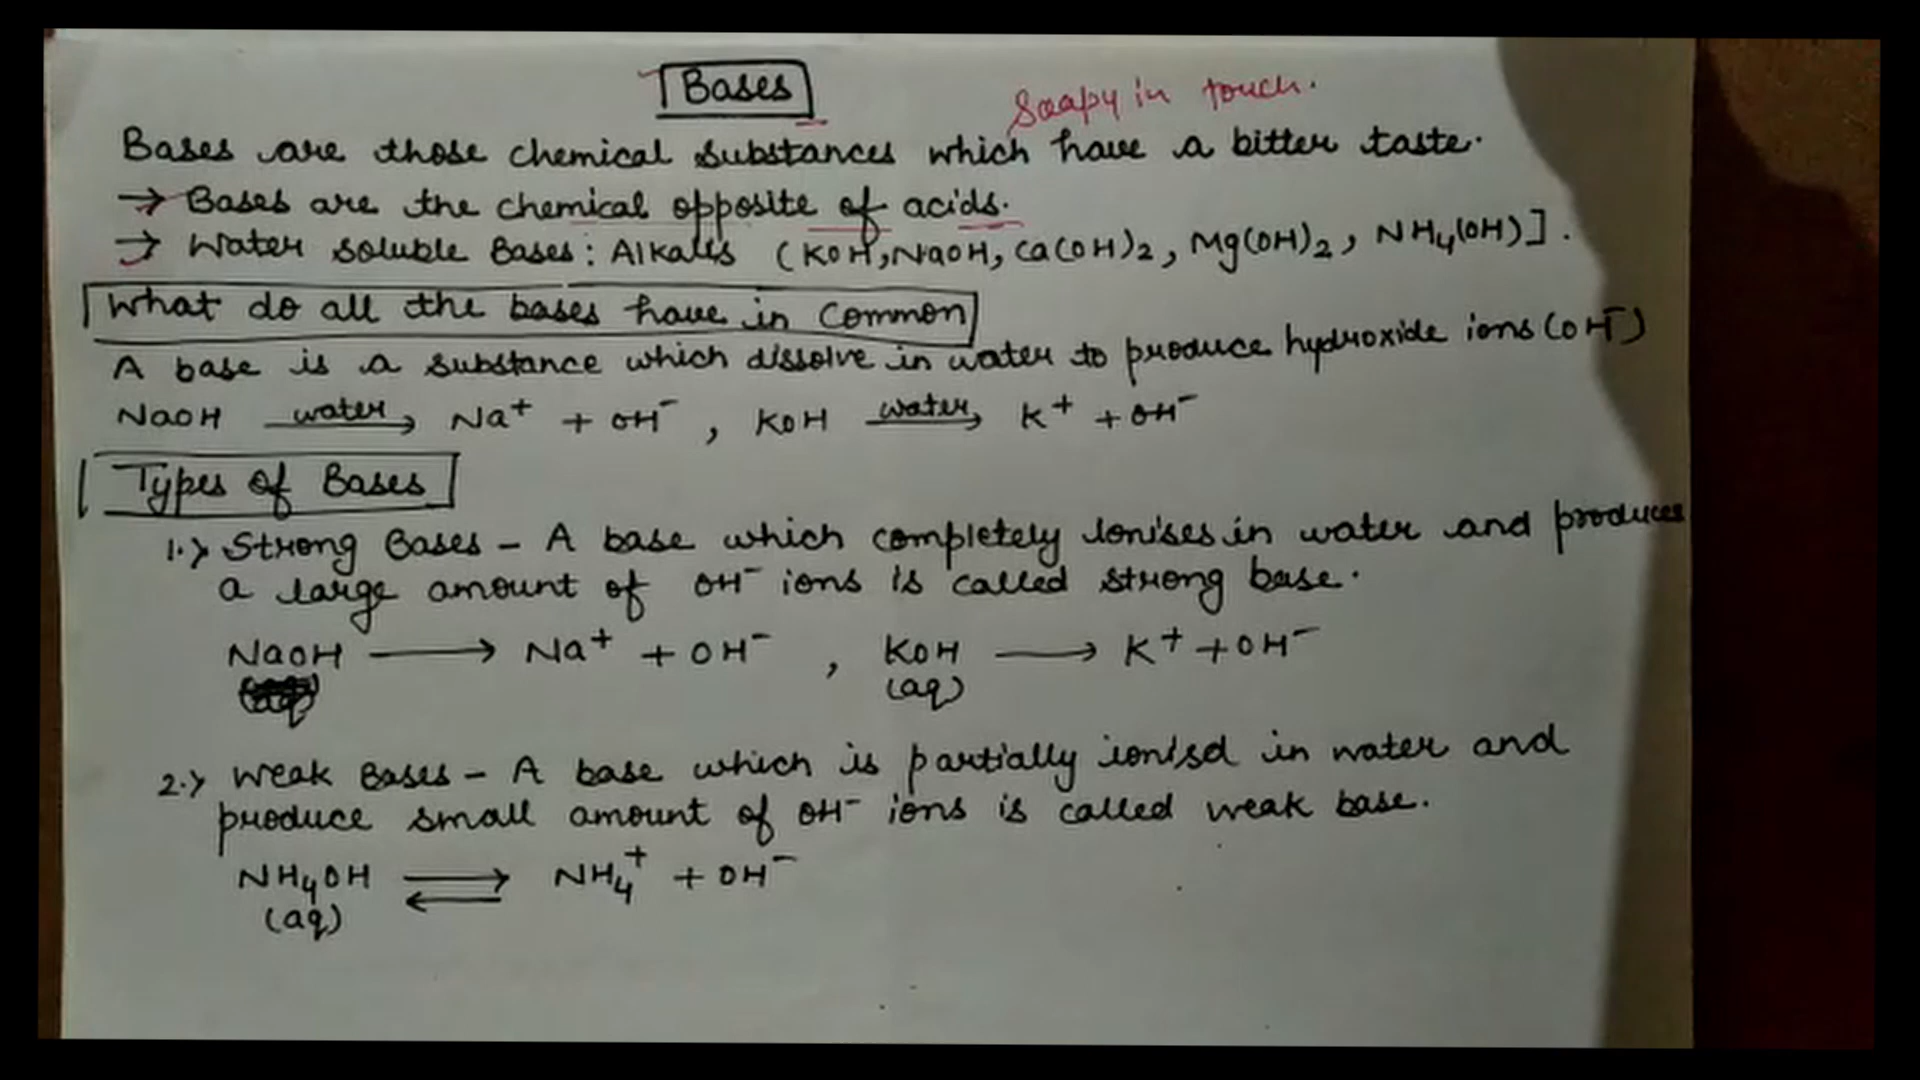 Bases
Soapy in touch.
Bases are those chemical substances which have a bitter taste.
→ Bases are the chemical opposite of acids.
→ Water soluble Bases : Alkalis (KOH, NaOH, Ca(OH)2, Mg(OH)2, NH4(OH)].
What do all the bases have in common
A base is a substance which dissolve in water to produce hydroxide ions (OH⁻)
NaOH water→ Na⁺ + OH⁻ , KOH water→ K⁺ + OH⁻
Types of Bases
1.> Strong Bases - A base which completely Ionises in water and produces
a large amount of OH⁻ ions is called strong base.
NaOH → Na⁺ + OH⁻ , KOH → K⁺ + OH⁻
(aq)
2.> Weak Bases - A base which is partially ionisd in water and
produce small amount of OH⁻ ions is called weak base.
NH4OH ⇌ NH4⁺ + OH⁻
(aq)